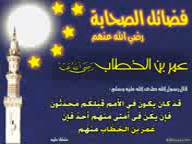 فضائل الصحابة
رضي الله عنهم
عمر بن الخطاب رضي الله عنه
قال رسول الله صلى الله عليه وسلم :
قد كان يكون في الأمم قبلكم محدثون
فإن يكن في أمتي منهم أحد فإن
عمر بن الخطاب منهم